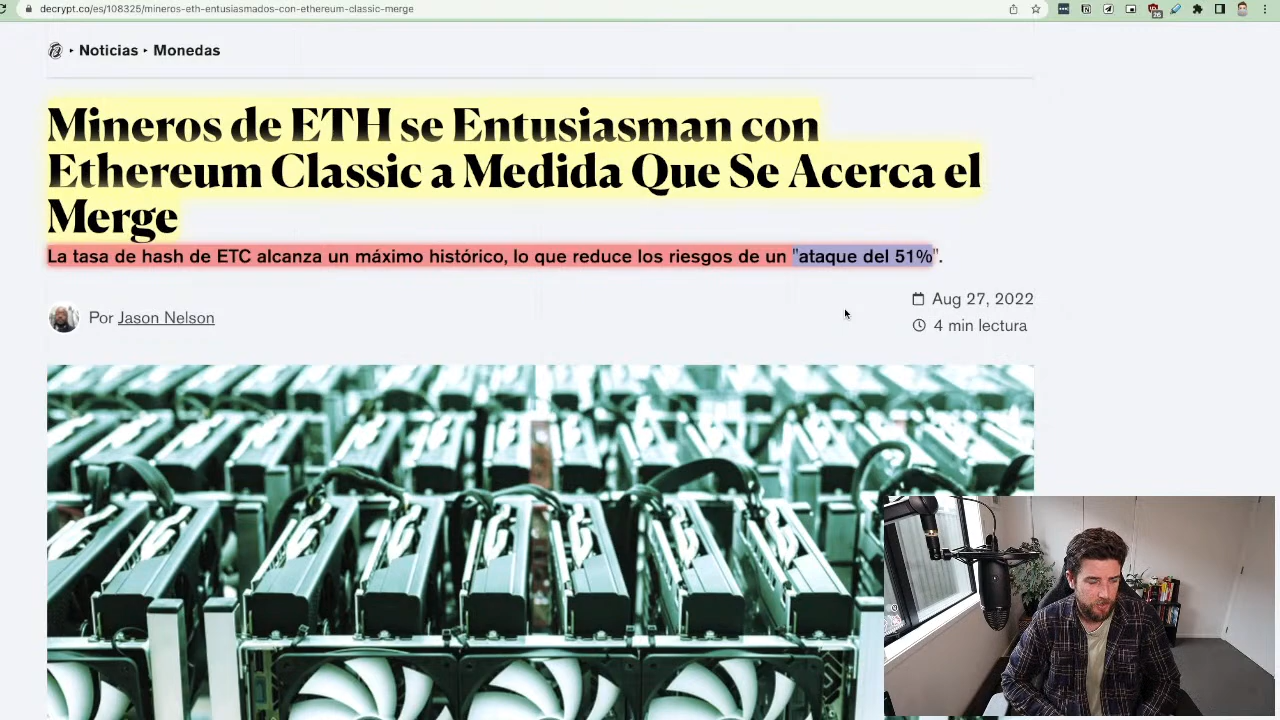 decrypt.co/es/108325/mineros-eth-entusiasmados-con-ethereum-classic-merge
Noticias ‣ Monedas
Mineros de ETH se Entusiasman con
Ethereum Classic a Medida Que Se Acerca el
Merge
La tasa de hash de ETC alcanza un máximo histórico, lo que reduce los riesgos de un "ataque del 51%".
Por Jason Nelson
Aug 27, 2022
4 min lectura